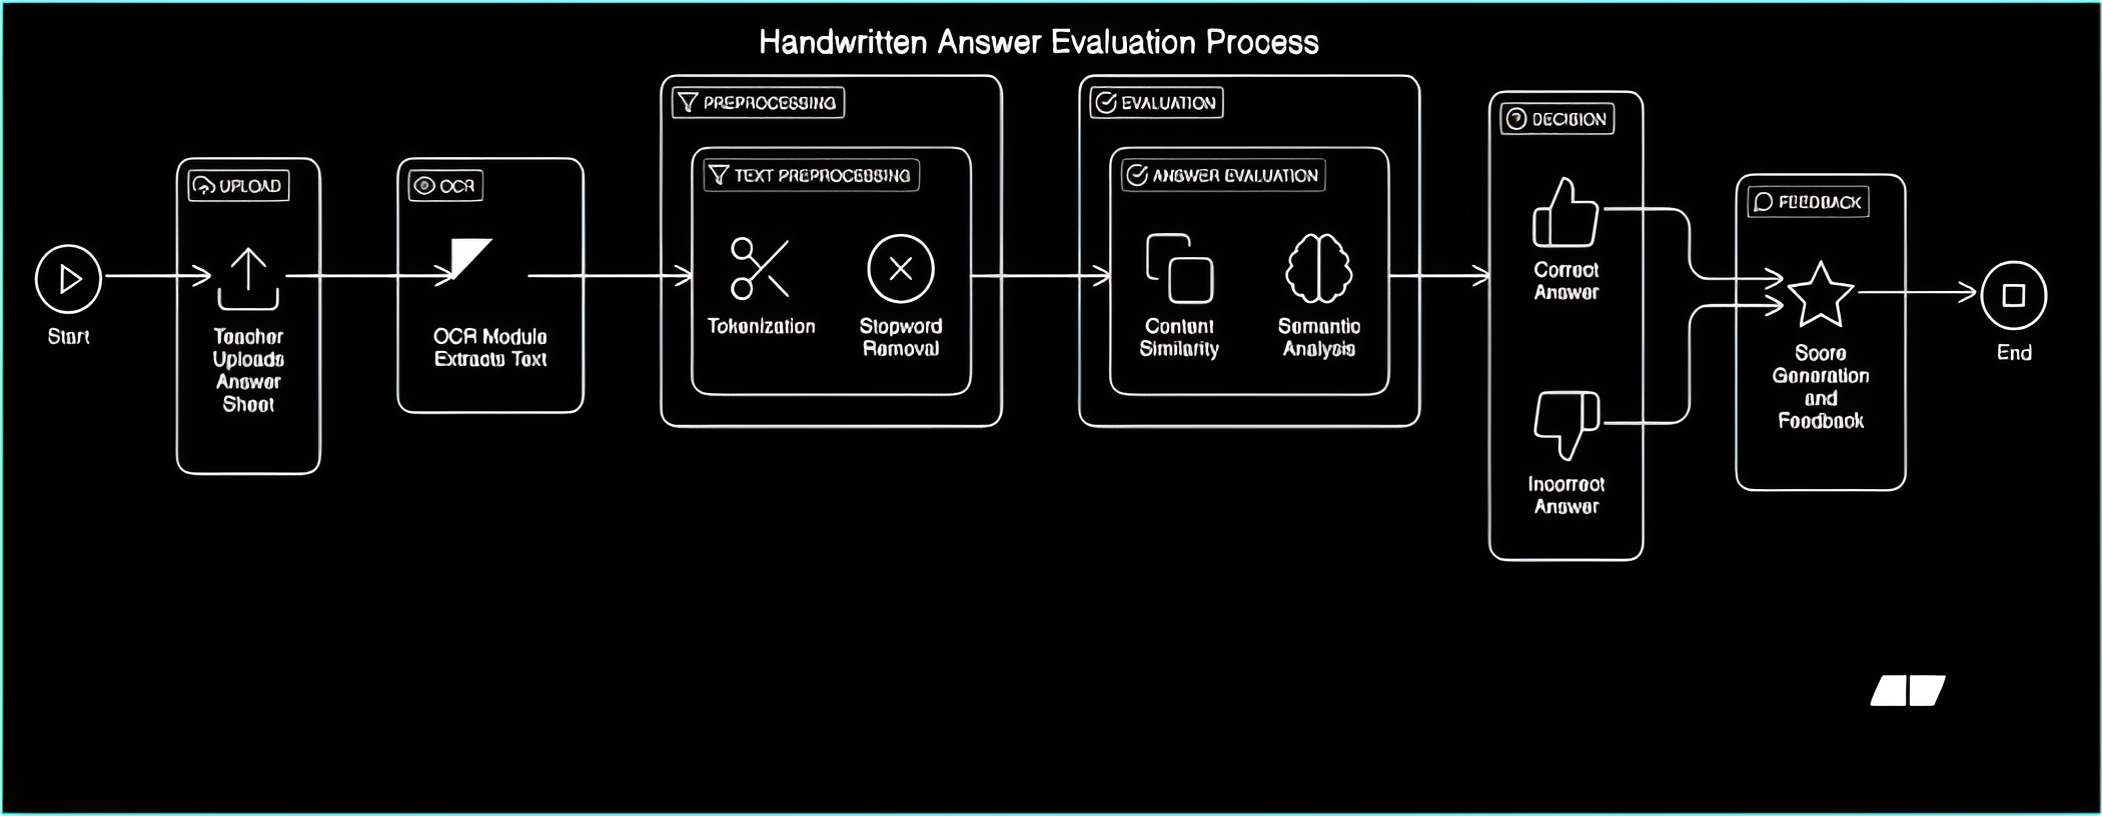 Handwritten Answer Evaluation Process
Start
UPLOAD
Teacher
Uploads
Answer
Sheet
OCR
OCR Module
Extracts Text
PREPROCESSING
TEXT PREPROCESSING
Tokenization
Stopword
Removal
EVALUATION
ANSWER EVALUATION
Content
Similarity
Semantic
Analysis
DECISION
Correct
Answer
Incorrect
Answer
FEEDBACK
Score
Generation
and
Feedback
End